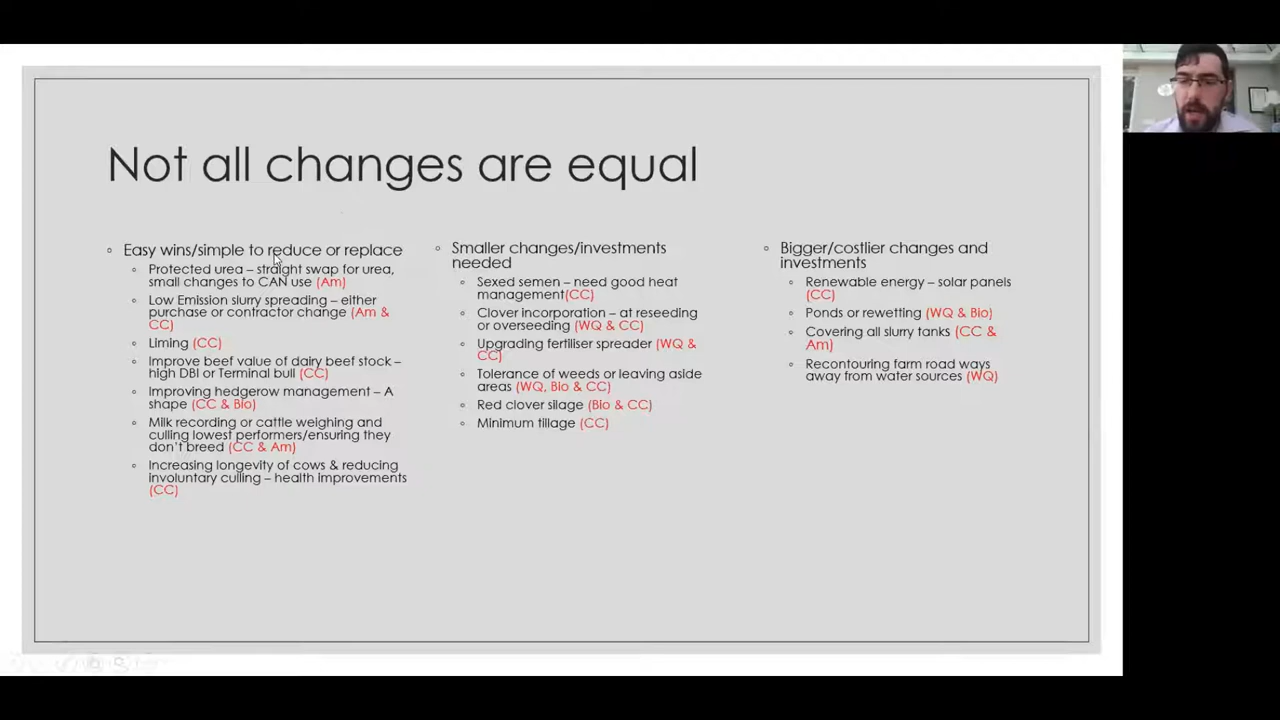 Not all changes are equal
Easy wins/simple to reduce or replace
Protected urea – straight swap for urea,
small changes to CAN use (Am)
Low Emission slurry spreading – either
purchase or contractor change (Am &
CC)
Liming (CC)
Improve beef value of dairy beef stock –
high DBI or Terminal bull (CC)
Improving hedgerow management – A
shape (CC & Bio)
Milk recording or cattle weighing and
culling lowest performers/ensuring they
don't breed (CC & Am)
Increasing longevity of cows & reducing
involuntary culling – health improvements
(CC)
Smaller changes/investments
needed
Sexed semen – need good heat
management(CC)
Clover incorporation – at reseeding
or overseeding (WQ & CC)
Upgrading fertiliser spreader (WQ &
CC)
Tolerance of weeds or leaving aside
areas (WQ, Bio & CC)
Red clover silage (Bio & CC)
Minimum tillage (CC)
Bigger/costlier changes and
investments
Renewable energy – solar panels
(CC)
Ponds or rewetting (WQ & Bio)
Covering all slurry tanks (CC &
Am)
Recontouring farm road ways
away from water sources (WQ)